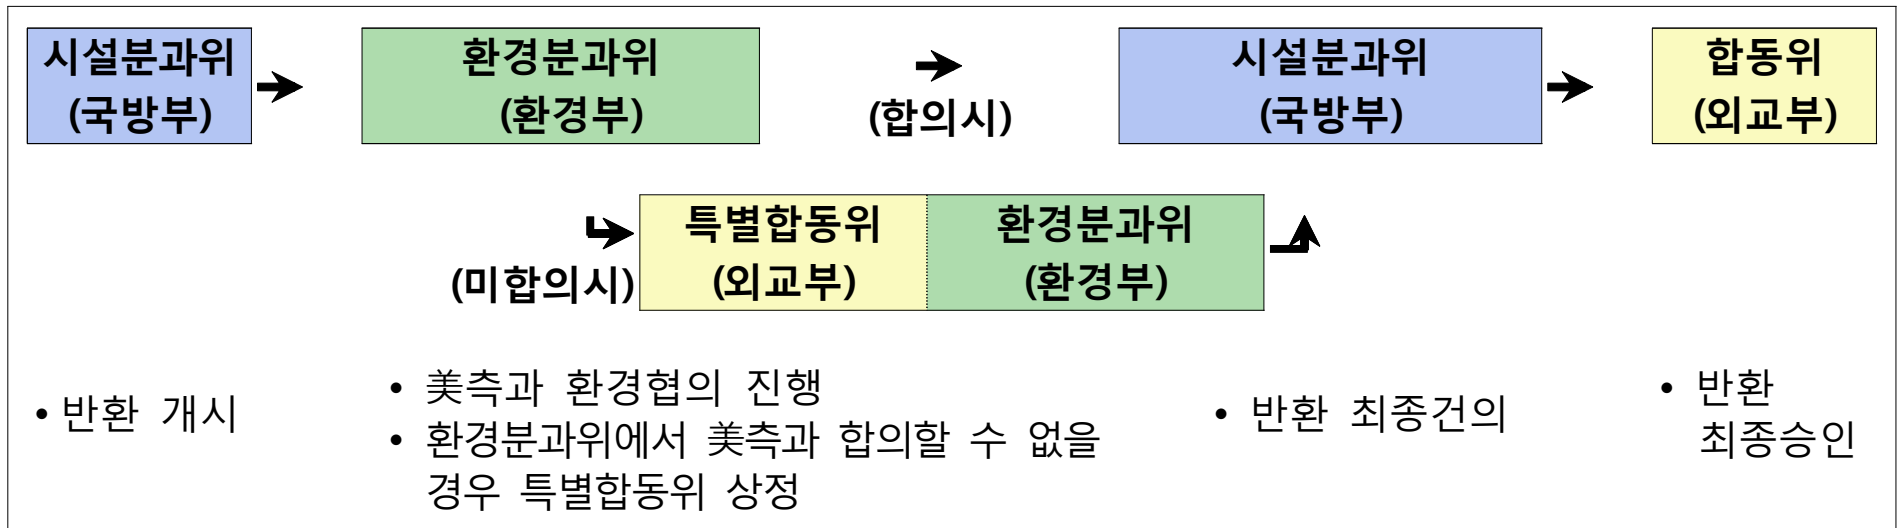 시설분과위
(국방부)
환경분과위
(환경부)
(합의시)
시설분과위
(국방부)
합동위
(외교부)
(미합의시)
특별합동위
(외교부)
환경분과위
(환경부)
• 반환 개시
• 美측과 환경협의 진행
• 환경분과위에서 美측과 합의할 수 없을
경우 특별합동위 상정
• 반환 최종건의
• 반환
최종승인